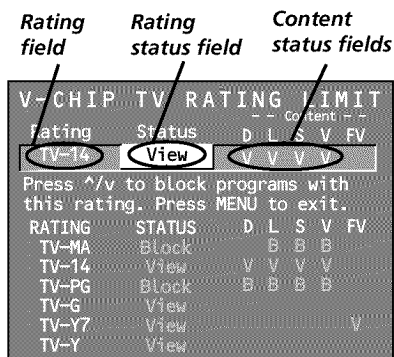 Rating field
Rating status field
Content status fields
V-CHIP TV RATING LIMIT
- - Content - -
Rating Status D L S V FV
TV-14 View V V V V
Press ^/v to block programs with
this rating. Press MENU to exit.
RATING STATUS D L S V FV
TV-MA Block B B B
TV-14 View V V V V
TV-PG Block B B B B
TV-G View
TV-Y7 View V
TV-Y View